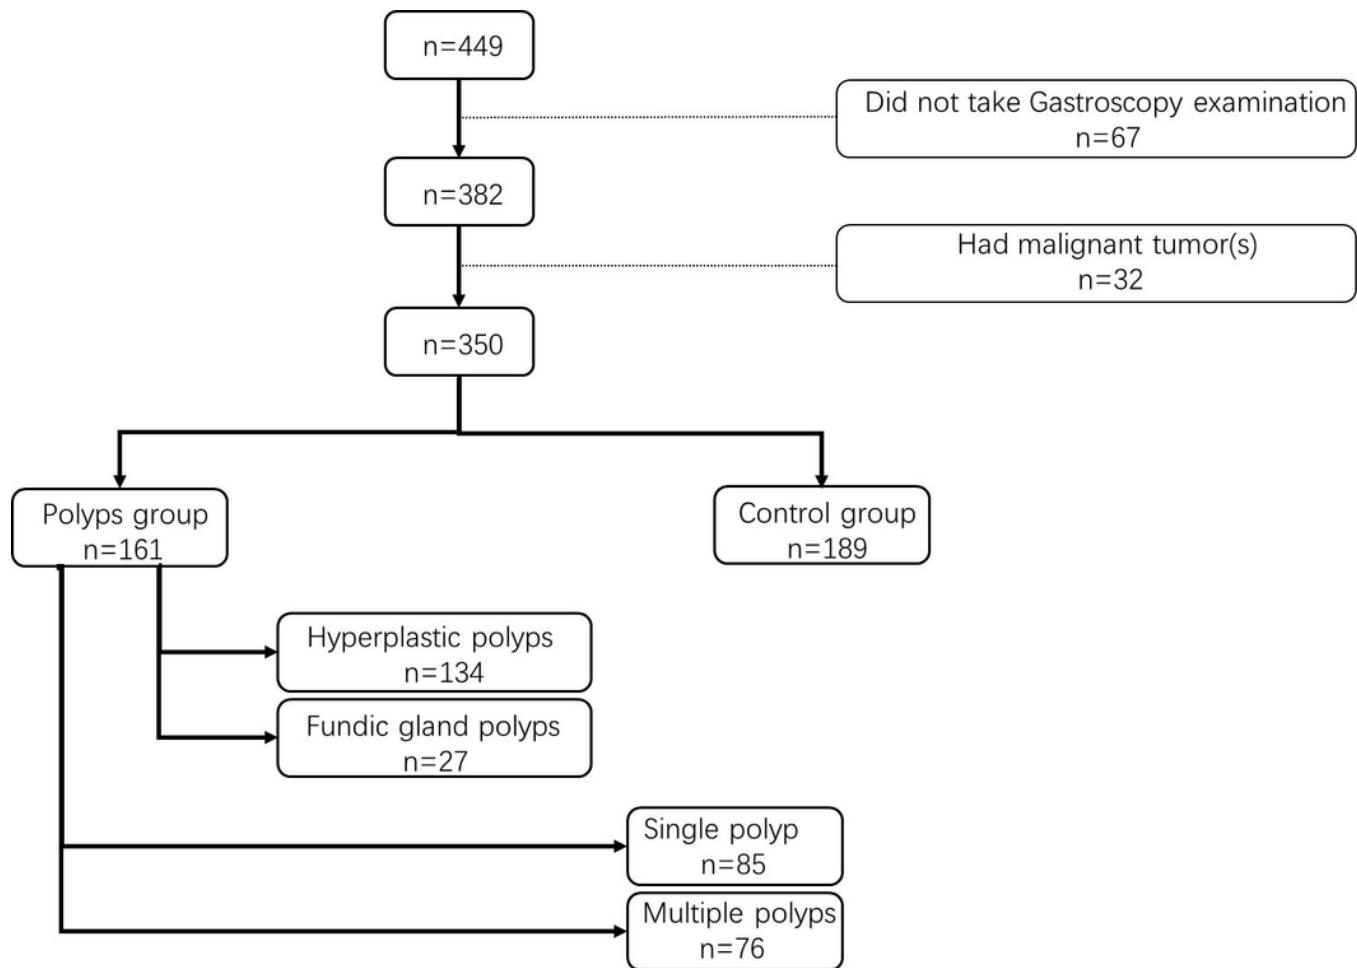 n=449
Did not take Gastroscopy examination
n=67
n=382
Had malignant tumor(s)
n=32
n=350
Polyps group
n=161
Control group
n=189
Hyperplastic polyps
n=134
Fundic gland polyps
n=27
Single polyp
n=85
Multiple polyps
n=76